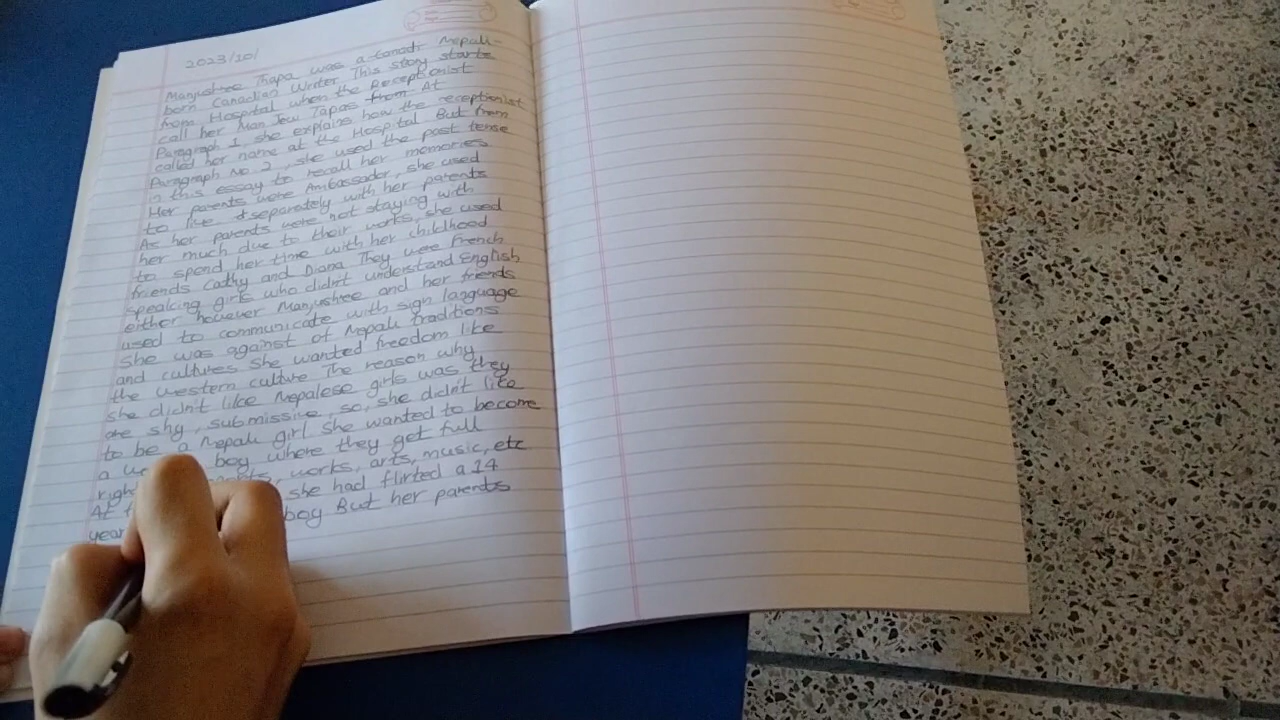 2023/10/
Manjushree Thapa was a Canadi Nepali-
born Canadian Writer This story starts
from Hospital when the Receptionist
call her Man Jew Tapas from At
Paragraph 1, she explains how the receptionist
called her name at the Hospital But from
Paragraph No. 2, she used the past tense
in this essay to recall her memories
Her parents were Ambassador, she used
to live separately with her parents
As her parents were not staying with
her much due to their works, she used
to spend her time with her childhood
friends Cathy and Diana They were French
speaking girls who didn't understand English
either however Manjushree and her friends
used to communicate with sign language
She was against of Nepali traditions
and cultures She wanted freedom like
the western culture The reason why
she didn't like Nepalese girls was they
are shy, submissive, so, she didn't like
to be a Nepali girl She wanted to become
a boy where they get full
right works, arts, music, etc
At she had flirted a 14
year boy But her parents